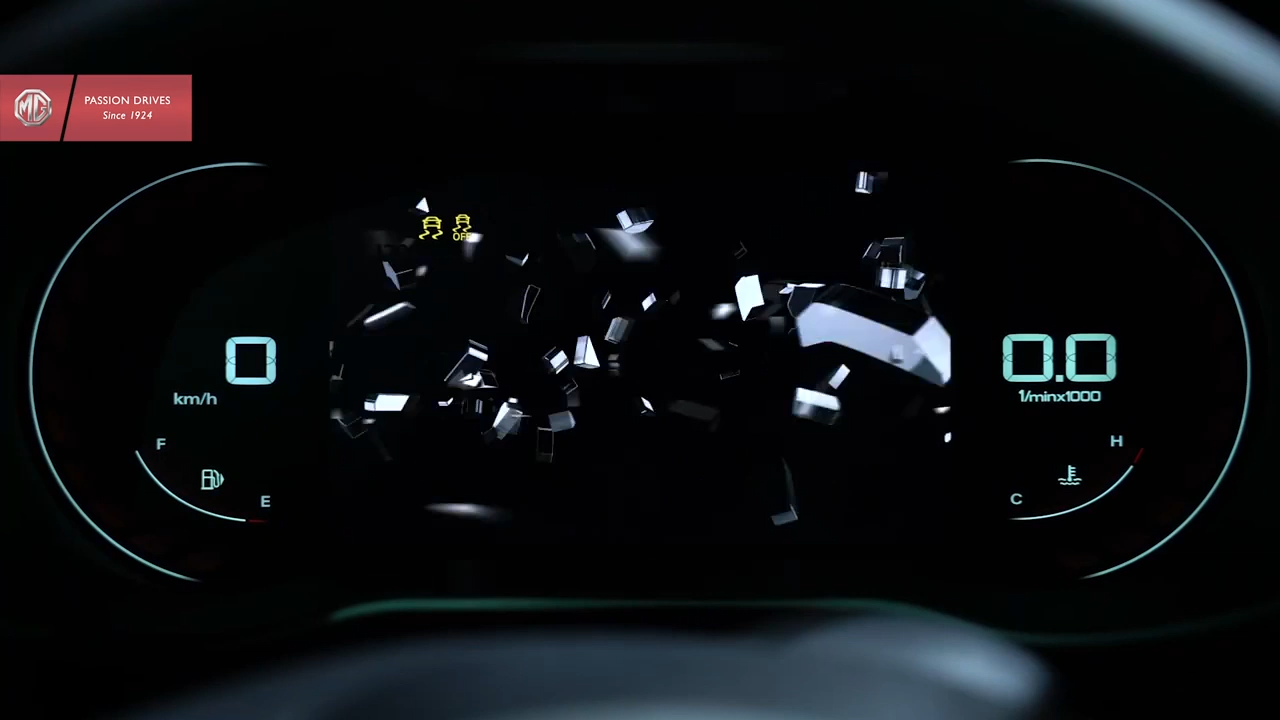 MG
PASSION DRIVES
Since 1924
OFF
0
0.0
km/h
1/minx1000
F
H
E
C